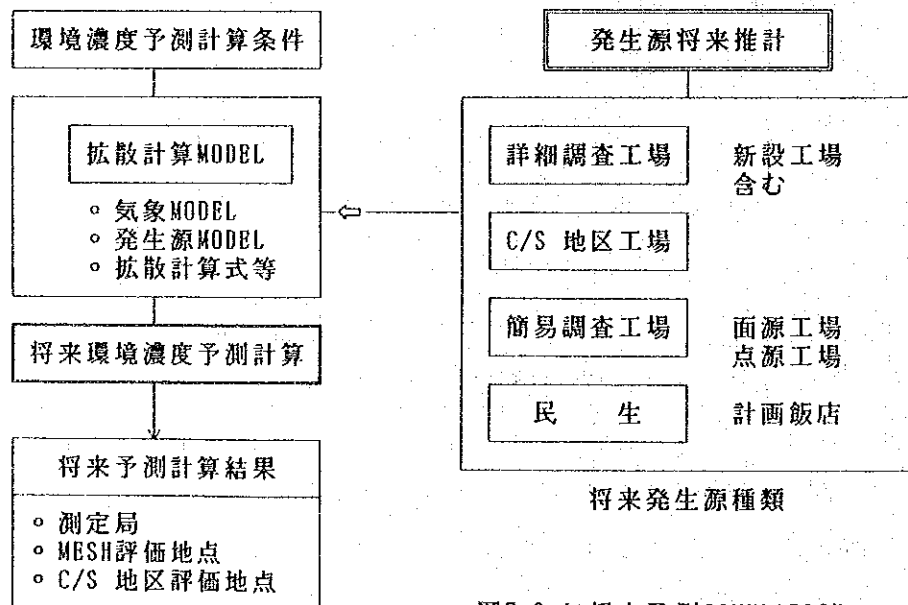 環境濃度予測計算条件
拡散計算MODEL
○ 気象MODEL
○ 発生源MODEL
○ 拡散計算式等
将来環境濃度予測計算
将来予測計算結果
○ 測定局
○ MESH評価地点
○ C/S 地区評価地点
発生源将来推計
詳細調査工場 新設工場
含む
C/S 地区工場
簡易調査工場 面源工場
点源工場
民 生 計画飯店
将来発生源種類